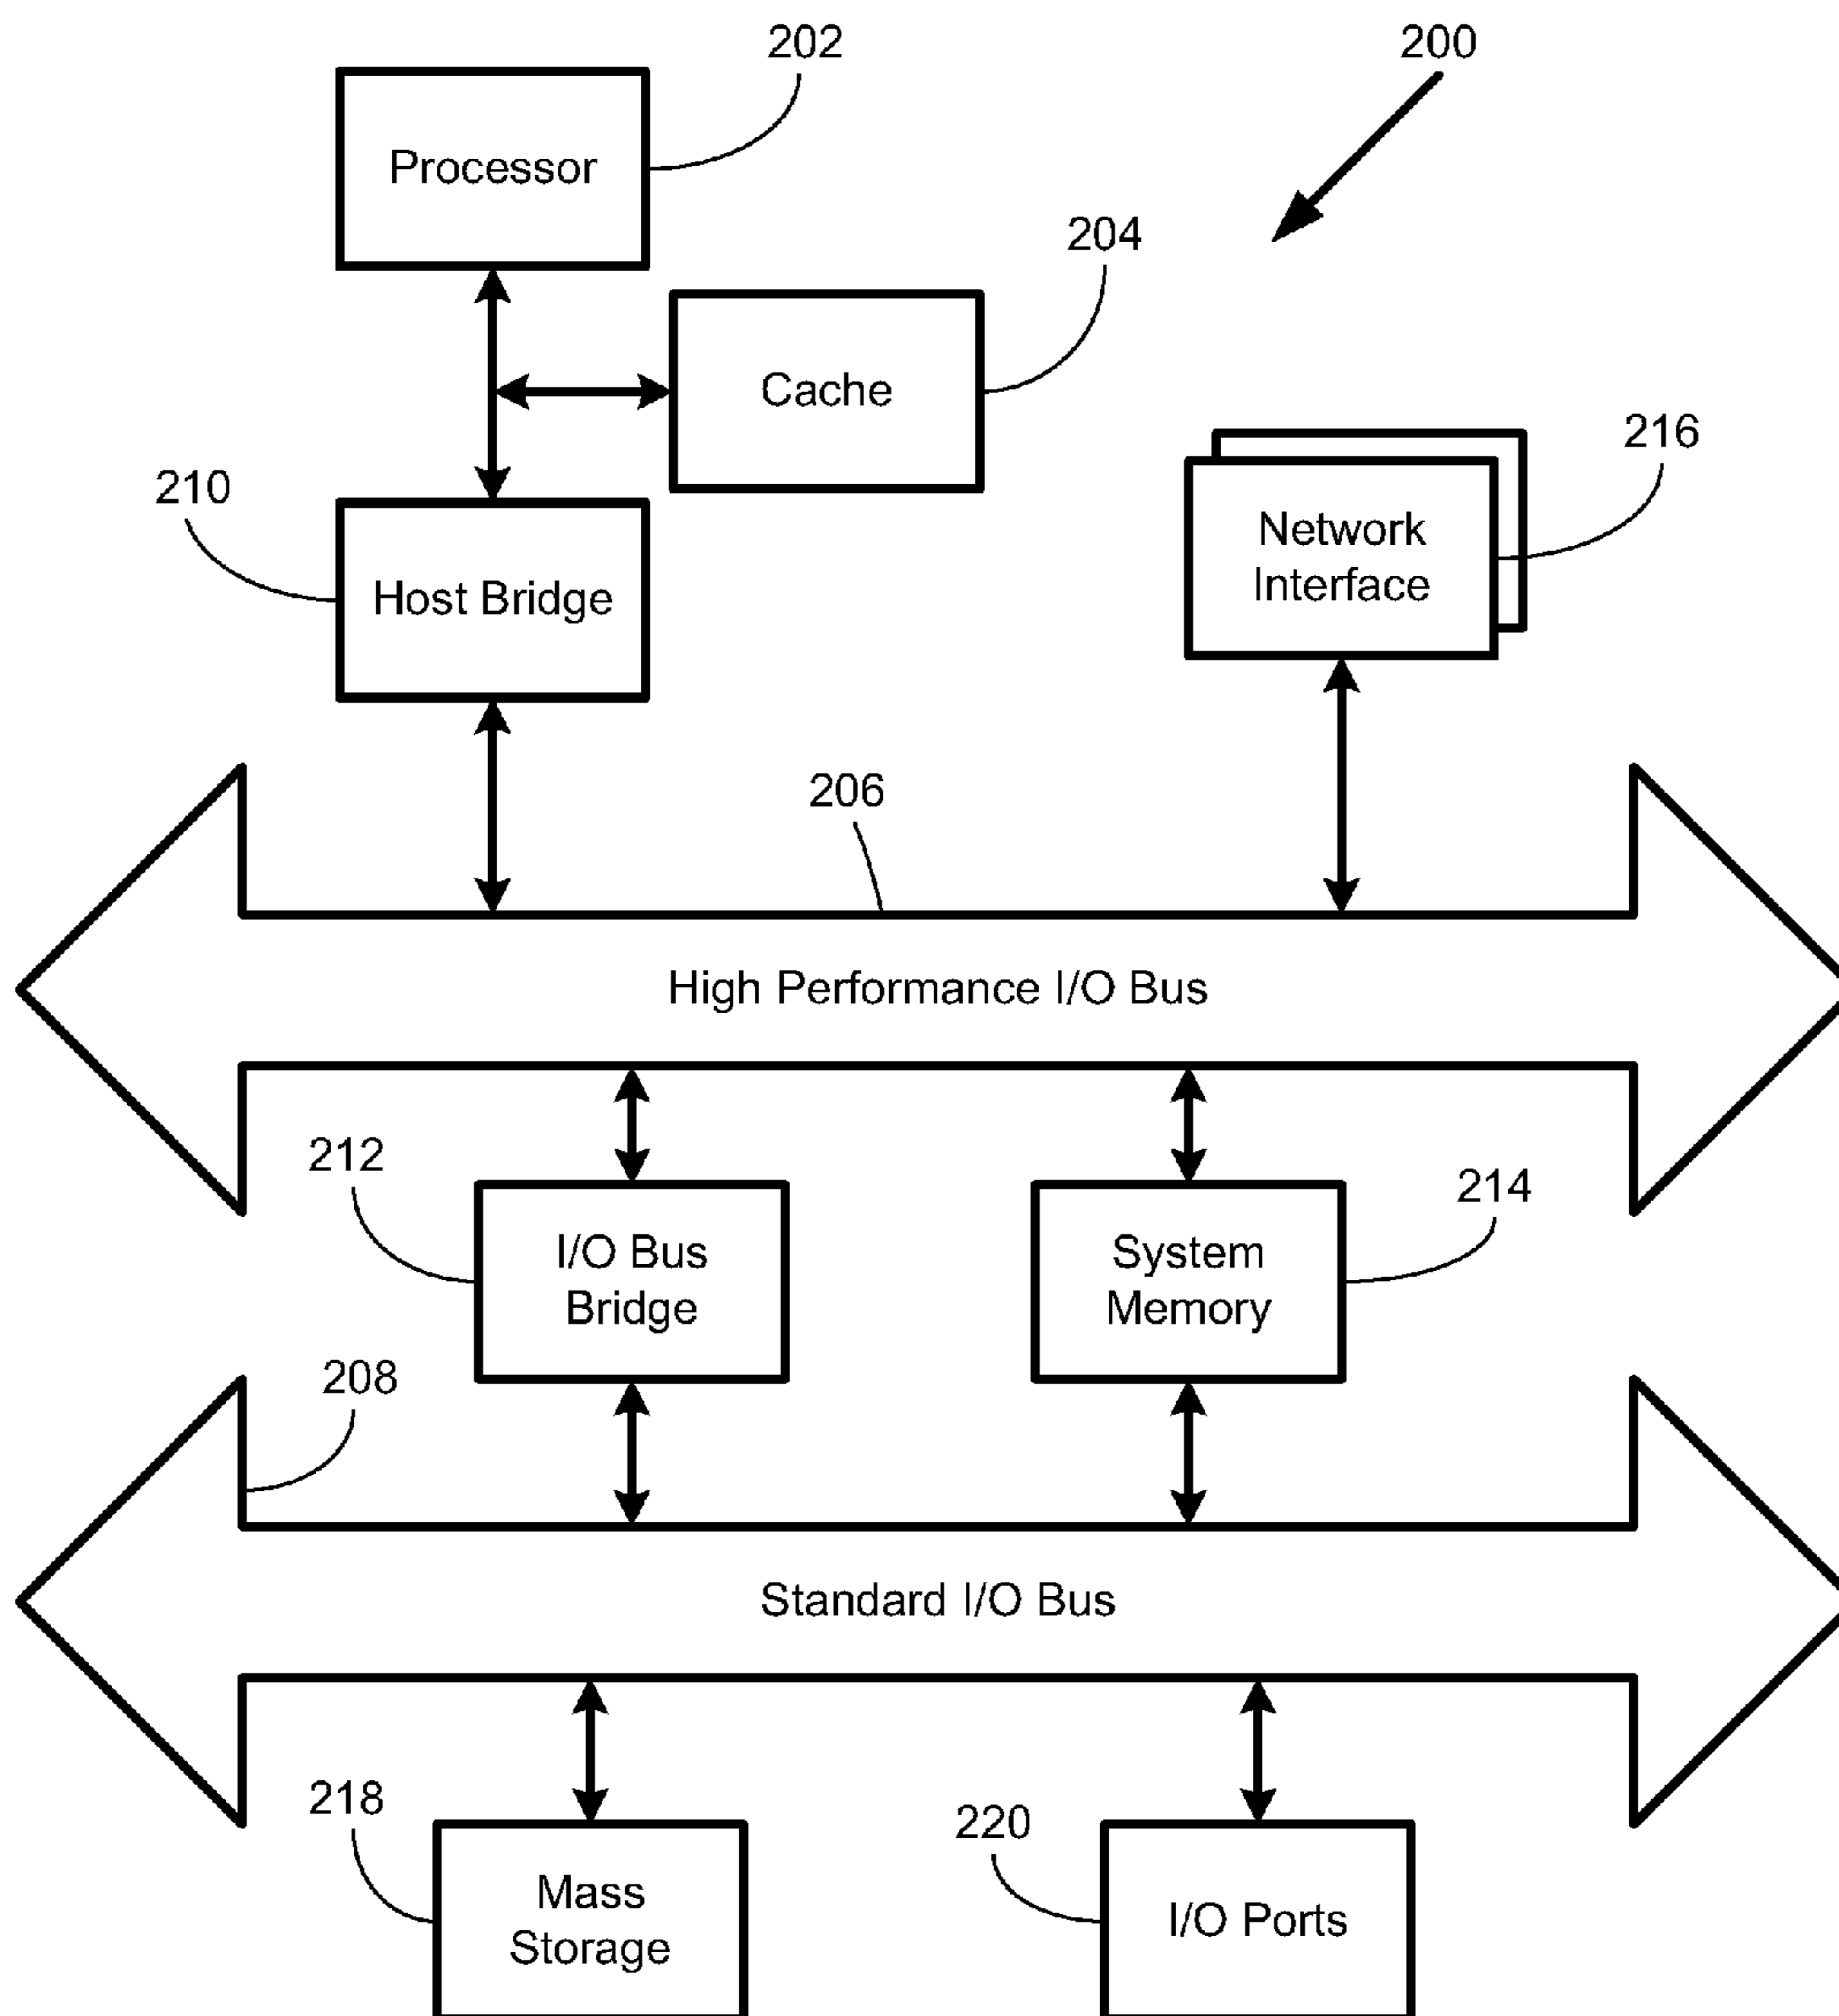 202
200
Processor
204
Cache
216
210
Network
Interface
Host Bridge
206
High Performance I/O Bus
212
214
I/O Bus
Bridge
System
Memory
208
Standard I/O Bus
218
220
Mass
Storage
I/O Ports